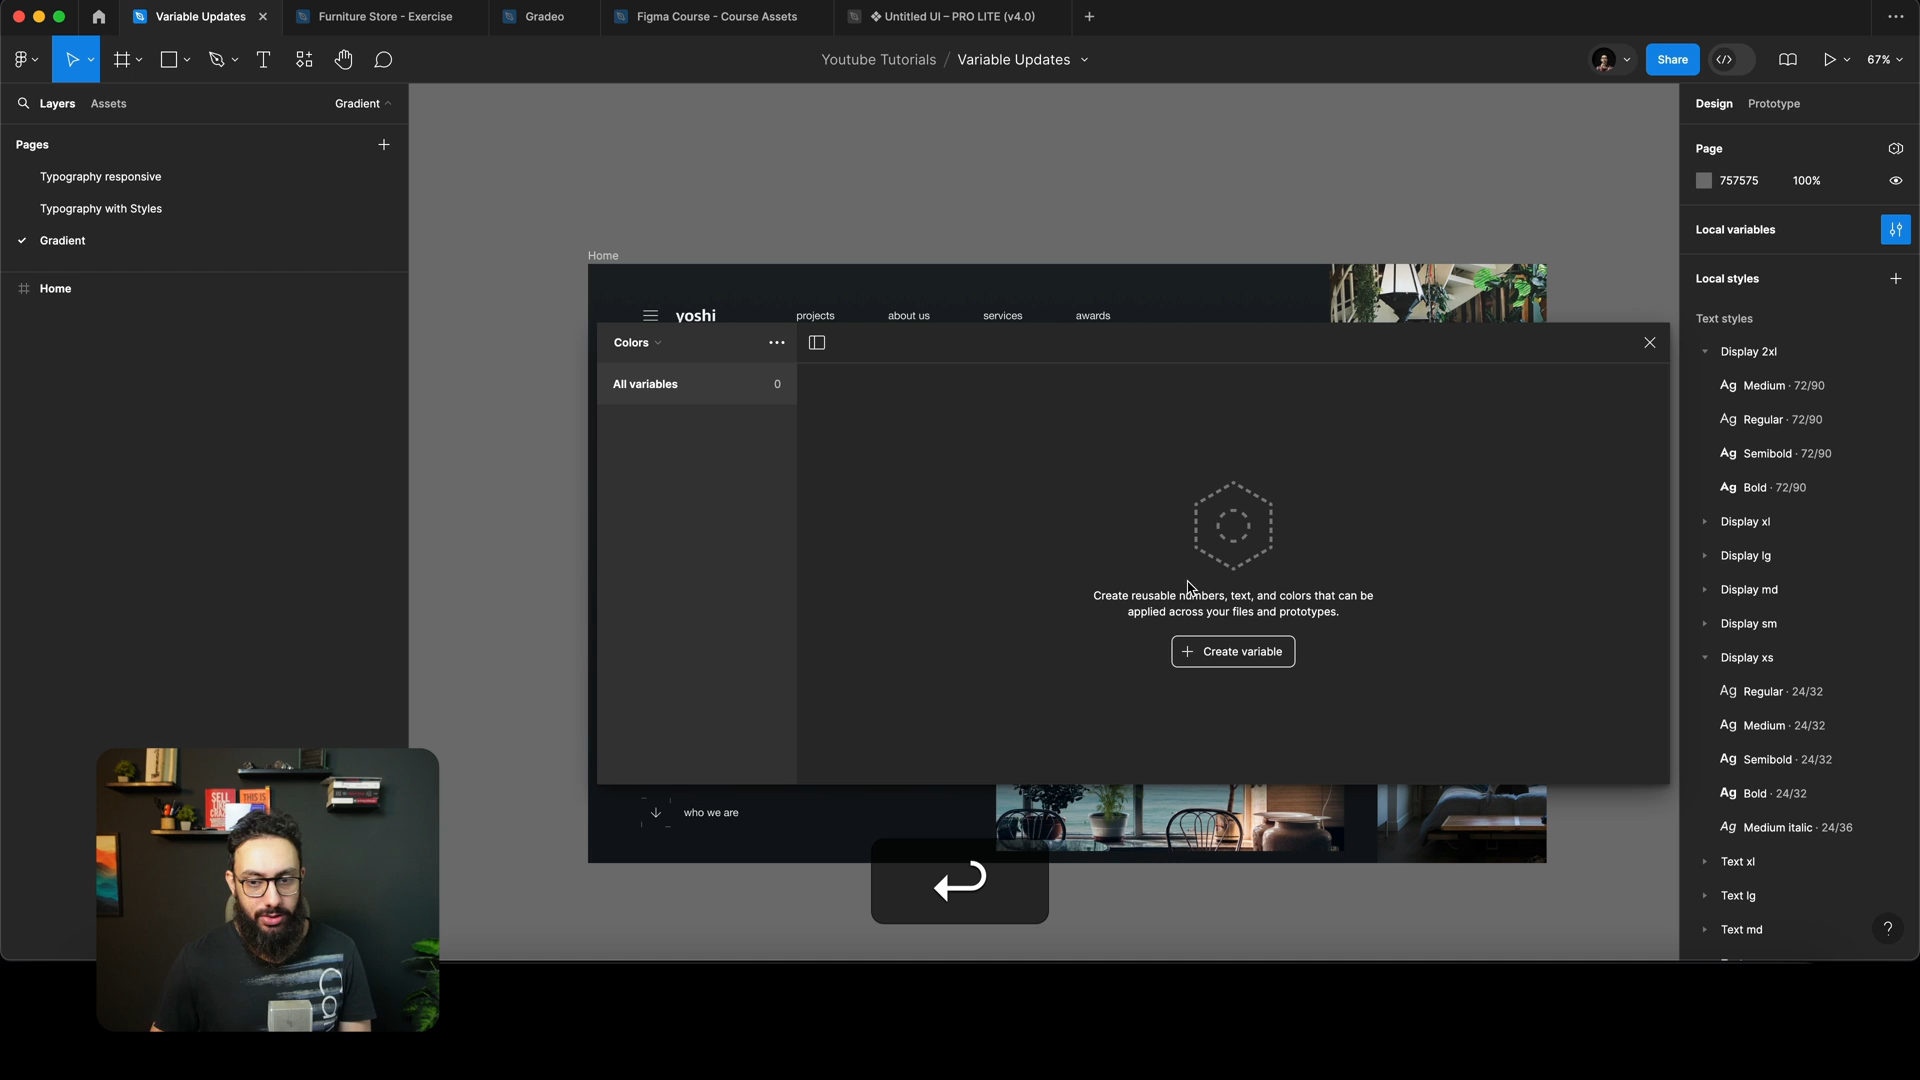 Variable Updates
Furniture Store - Exercise
Gradeo
Figma Course - Course Assets
❖ Untitled UI – PRO LITE (v4.0)
Youtube Tutorials / Variable Updates
Share
67%
Layers
Assets
Gradient
Design
Prototype
Pages
Typography responsive
Typography with Styles
Gradient
Home
Page
757575
100%
Local variables
Local styles
Text styles
Display 2xl
Ag Medium · 72/90
Ag Regular · 72/90
Ag Semibold · 72/90
Ag Bold · 72/90
Display xl
Display lg
Display md
Display sm
Display xs
Ag Regular · 24/32
Ag Medium · 24/32
Ag Semibold · 24/32
Ag Bold · 24/32
Ag Medium italic · 24/36
Text xl
Text lg
Text md
?
Home
yoshi
projects
about us
services
awards
Colors
All variables
0
Create reusable numbers, text, and colors that can be
applied across your files and prototypes.
Create variable
who we are
SELL
LIKE
THIS IS